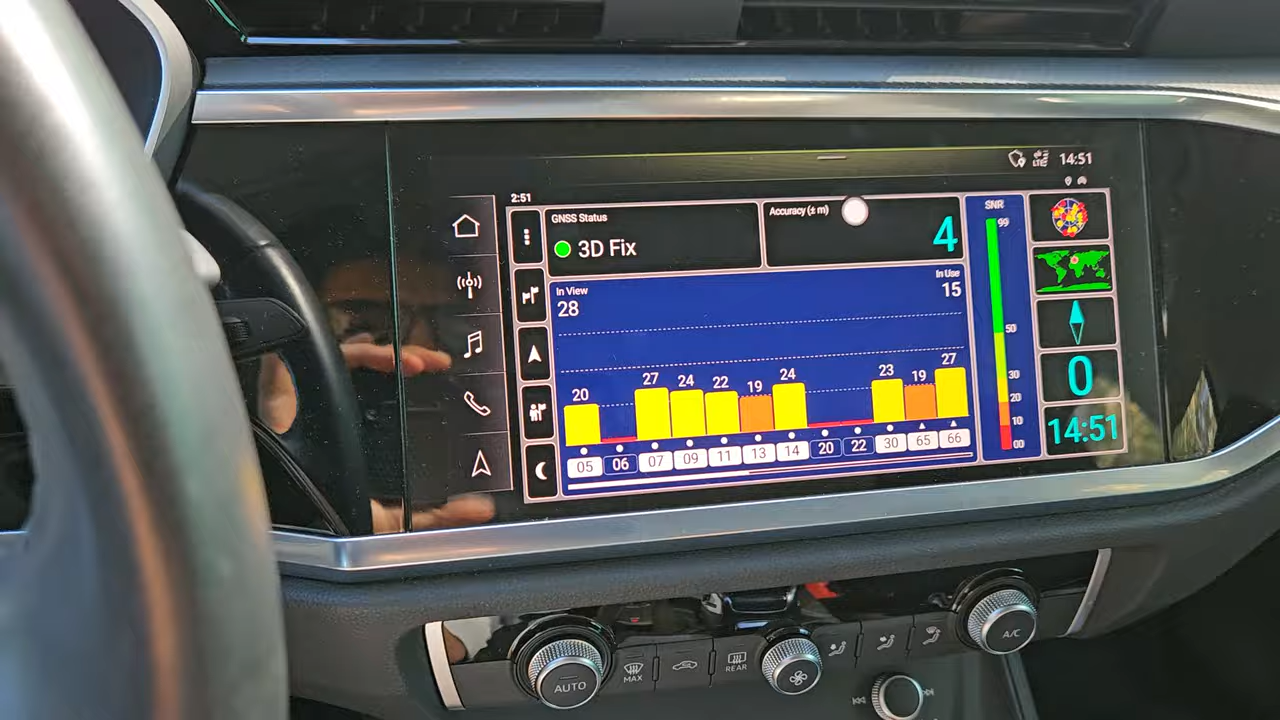 LTE 14:51
2:51
GNSS Status
3D Fix
Accuracy (± m)
4
SNR
99
50
30
20
10
00
In View
28
In Use
15
20 27 24 22 19 24 23 19 27
05 06 07 09 11 13 14 20 22 30 65 66
0
14:51
AUTO
MAX
REAR
A/C